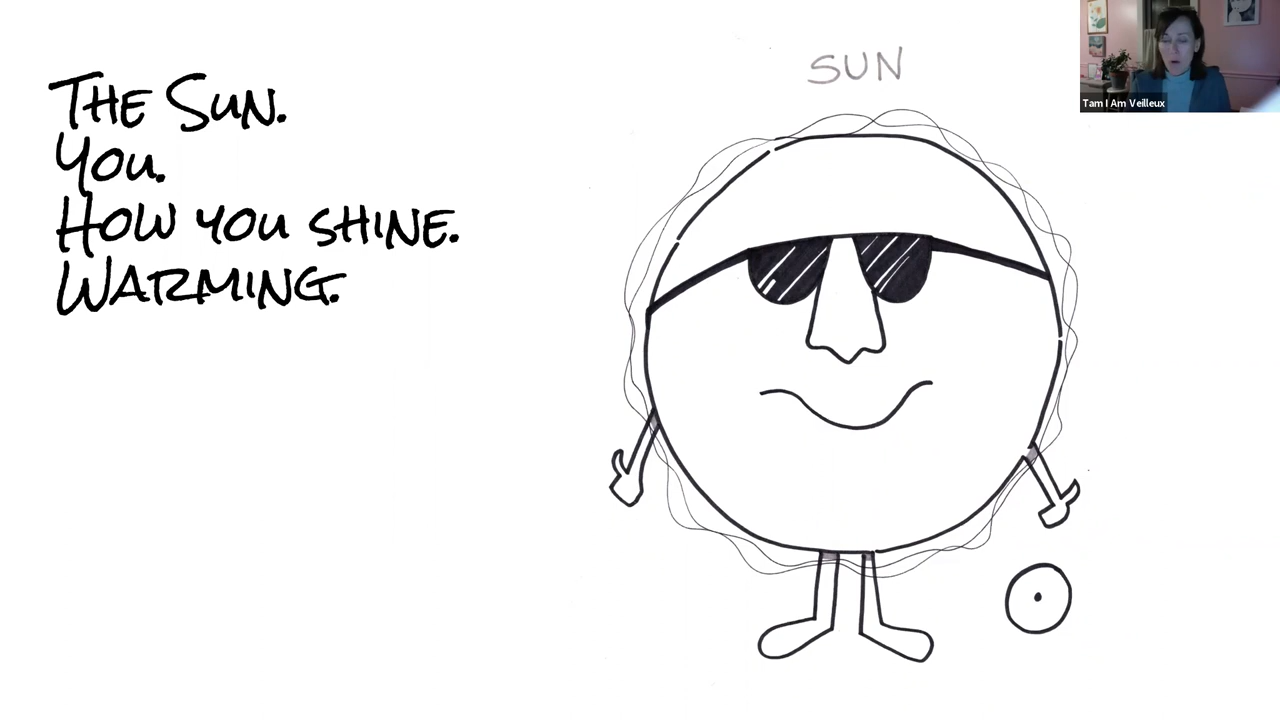 The Sun.
You.
How you shine.
Warming.
SUN
Tam I Am Veilleux